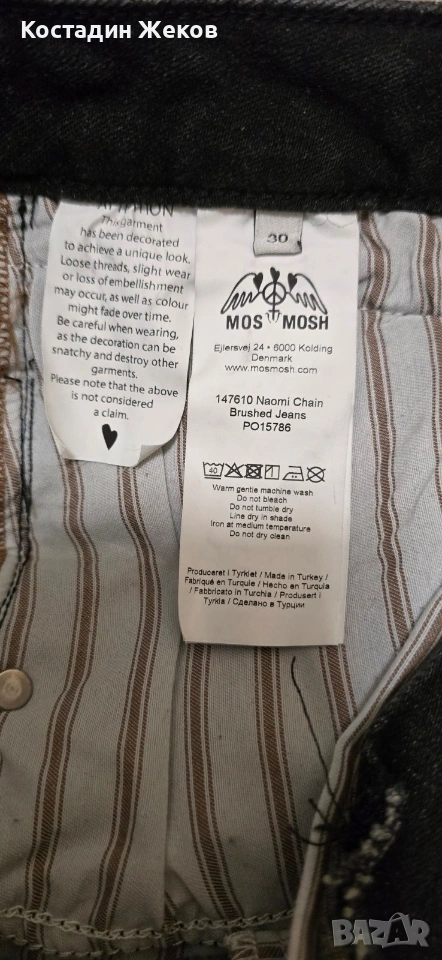 Костадин Жеков
This garment
has been decorated
to achieve a unique look.
Loose threads, slight wear
or loss of embellishment
may occur, as well as colour
might fade over time.
Be careful when wearing,
as the decoration can be
snatchy and destroy other
garments.
Please note that the above
is not considered
a claim.
30
MOS MOSH
Ejlersvej 24 • 6000 Kolding
Denmark
www.mosmosh.com
147610 Naomi Chain
Brushed Jeans
PO15786
40
Warm gentle machine wash
Do not bleach
Do not tumble dry
Line dry in shade
Iron at medium temperature
Do not dry clean
Produceret i Tyrkiet / Made in Turkey /
Fabriqué en Turquie / Hecho en Turquía
/ Fabbricato in Turchia / Produsert i
Tyrkia / Сделано в Турции
BAZAR